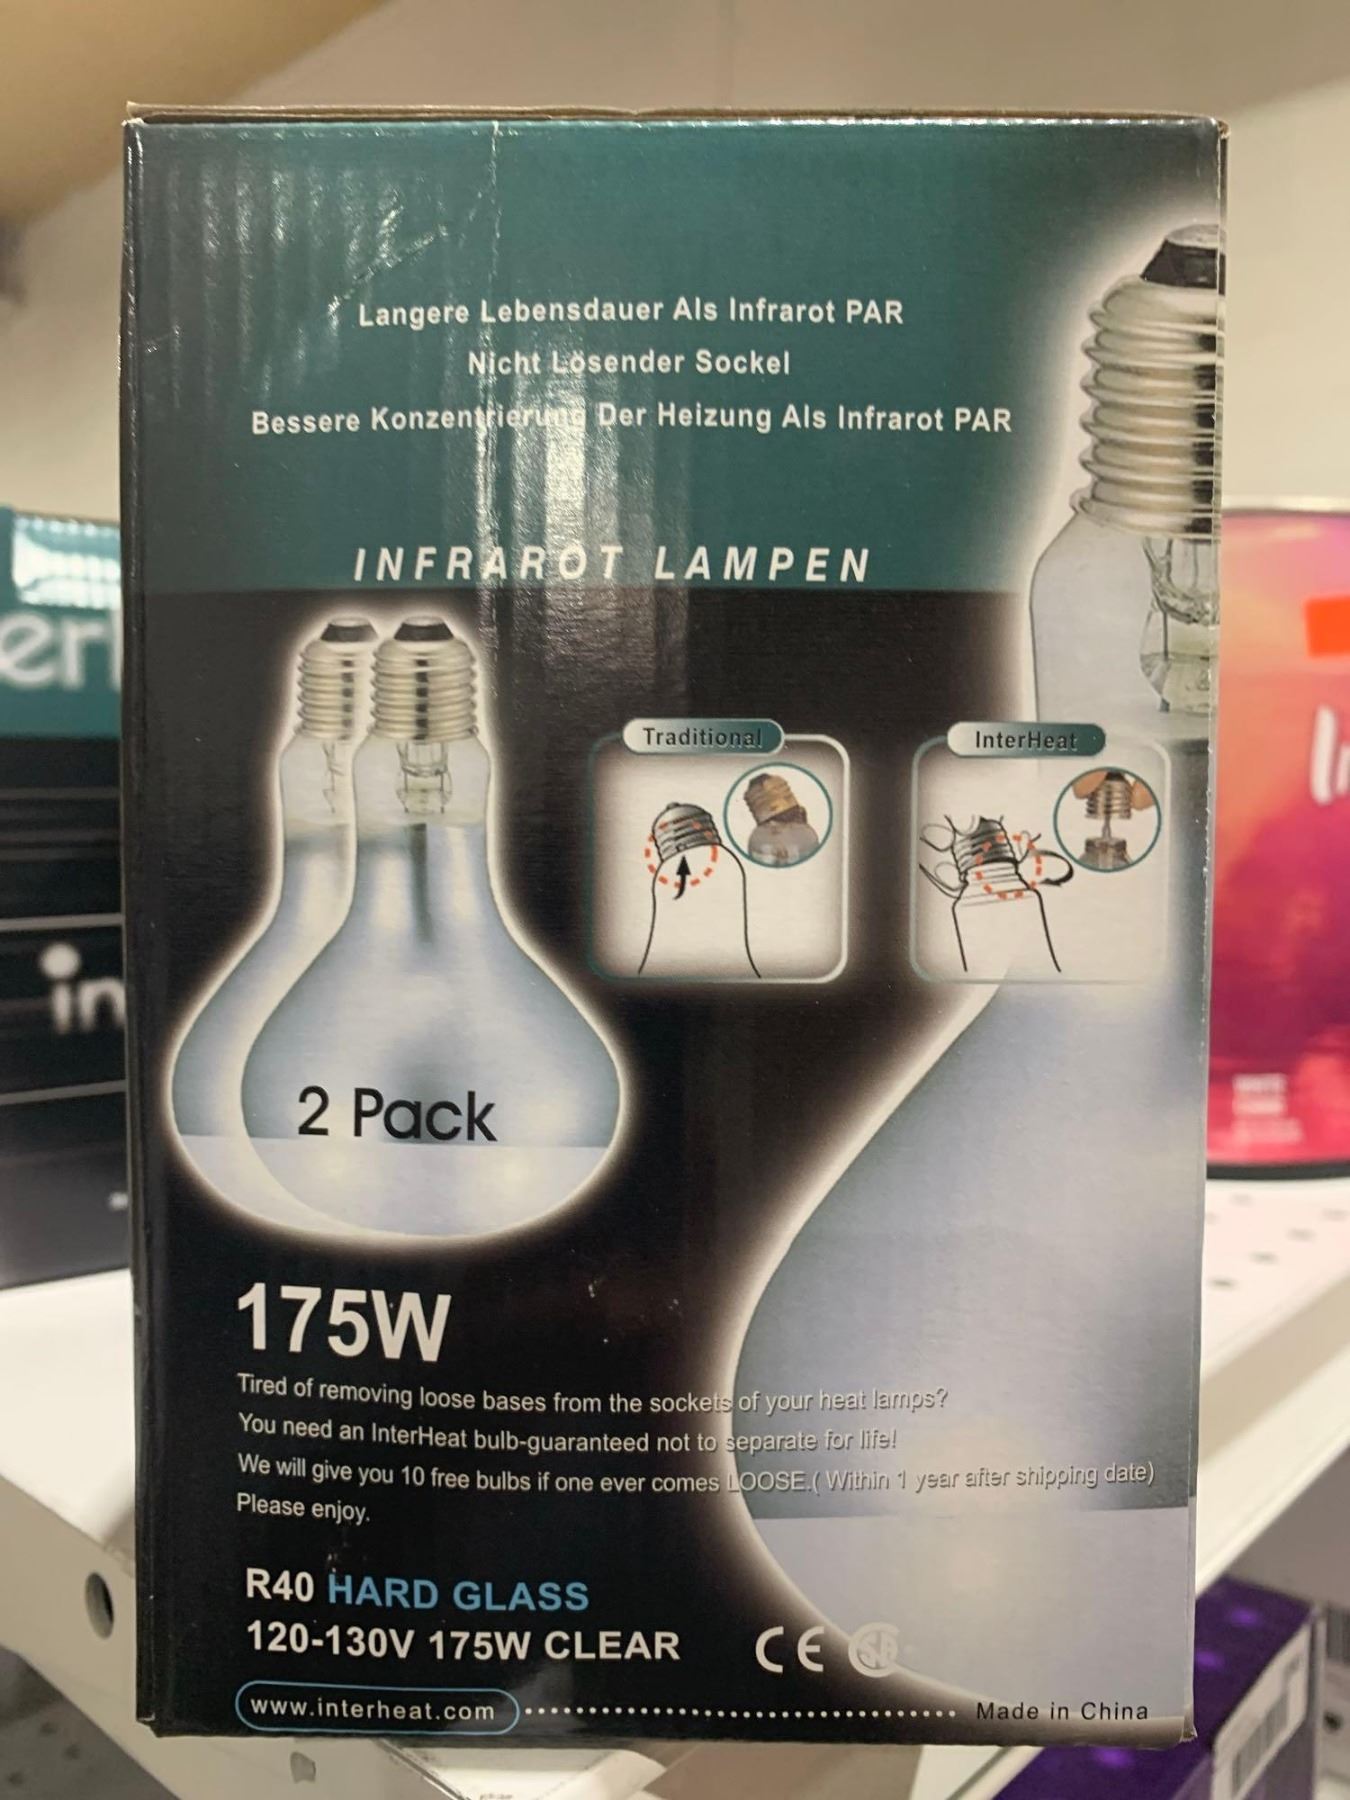 Langere Lebensdauer Als Infrarot PAR
Nicht Lösender Sockel
Bessere Konzentrierung Der Heizung Als Infrarot PAR
INFRAROT LAMPEN
Traditional
InterHeat
2 Pack
175W
Tired of removing loose bases from the sockets of your heat lamps?
You need an InterHeat bulb-guaranteed not to separate for life!
We will give you 10 free bulbs if one ever comes LOOSE.( Within 1 year after shipping date)
Please enjoy.
R40 HARD GLASS
120-130V 175W CLEAR
CE
www.interheat.com
Made in China